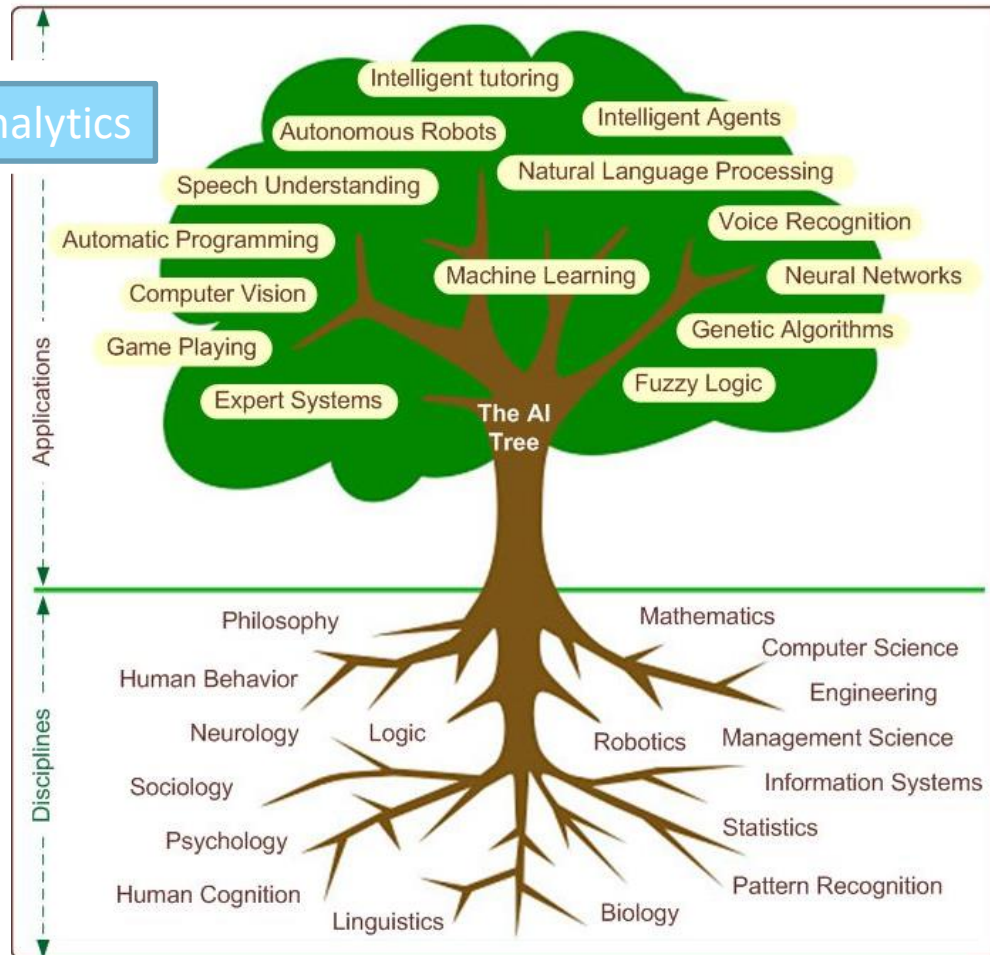 Intelligent tutoring
nalytics
Intelligent Agents
Autonomous Robots
Natural Language Processing
Speech Understanding
Voice Recognition
Automatic Programming
Machine Learning
Neural Networks
Computer Vision
Genetic Algorithms
Game Playing
Fuzzy Logic
Expert Systems
The AI
Tree
Applications
Philosophy
Mathematics
Computer Science
Human Behavior
Engineering
Neurology
Logic
Robotics
Management Science
Sociology
Information Systems
Disciplines
Psychology
Statistics
Human Cognition
Pattern Recognition
Linguistics
Biology